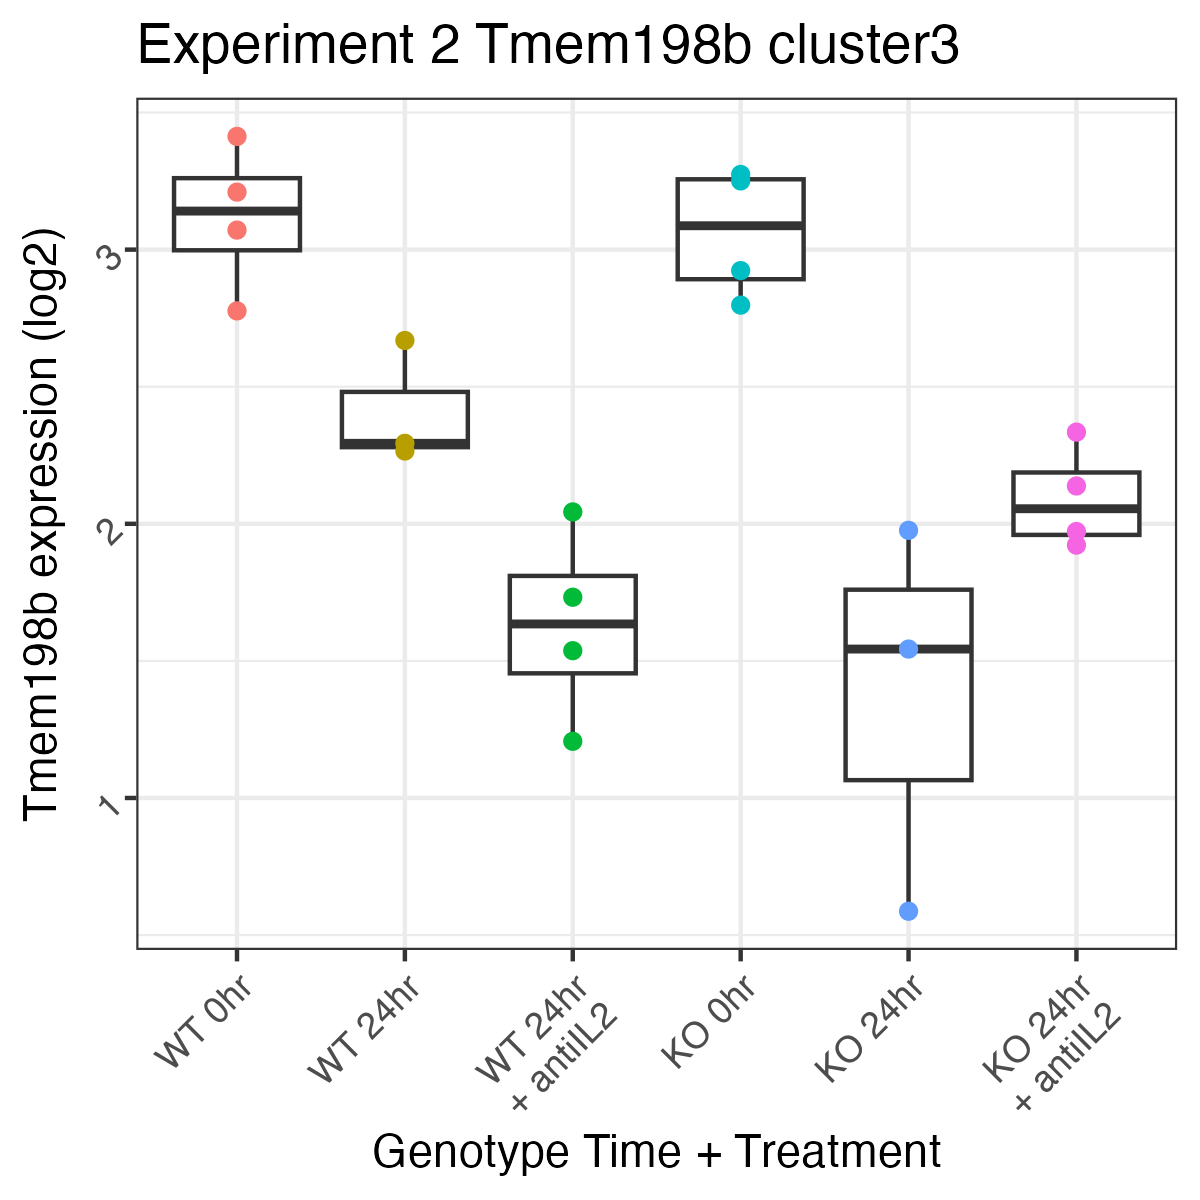 Experiment 2 Tmem198b cluster3
Tmem198b expression (log2)
3
2
1
WT 0hr
WT 24hr
WT 24hr
+ antiIL2
KO 0hr
KO 24hr
KO 24hr
+ antiIL2
Genotype Time + Treatment